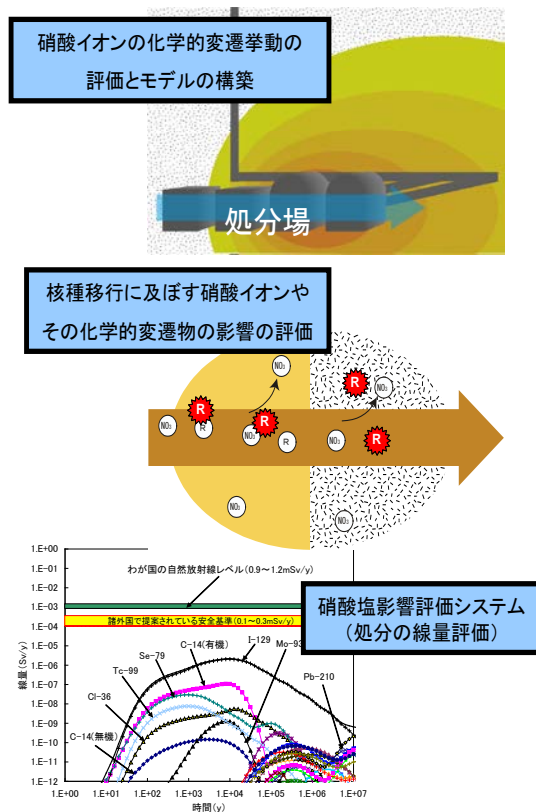 硝酸イオンの化学的変遷挙動の
評価とモデルの構築
処分場
核種移行に及ぼす硝酸イオンや
その化学的変遷物の影響の評価
NO₃
R
NO₃
R
R
NO₃
R
NO₃
R
NO₃
R
NO₃
NO₃
硝酸塩影響評価システム
(処分の線量評価)
1.E+00
1.E-01
1.E-02
1.E-03
1.E-04
1.E-05
1.E-06
1.E-07
1.E-08
1.E-09
1.E-10
1.E-11
1.E-12
線量(Sv/y)
わが国の自然放射線レベル(0.9～1.2mSv/y)
諸外国で提案されている安全基準(0.1～0.3mSv/y)
I-129
C-14(有機)
Mo-93
Se-79
Tc-99
Cl-36
C-14(無機)
Pb-210
1.E+00 1.E+01 1.E+02 1.E+03 1.E+04 1.E+05 1.E+06 1.E+07
時間(y)